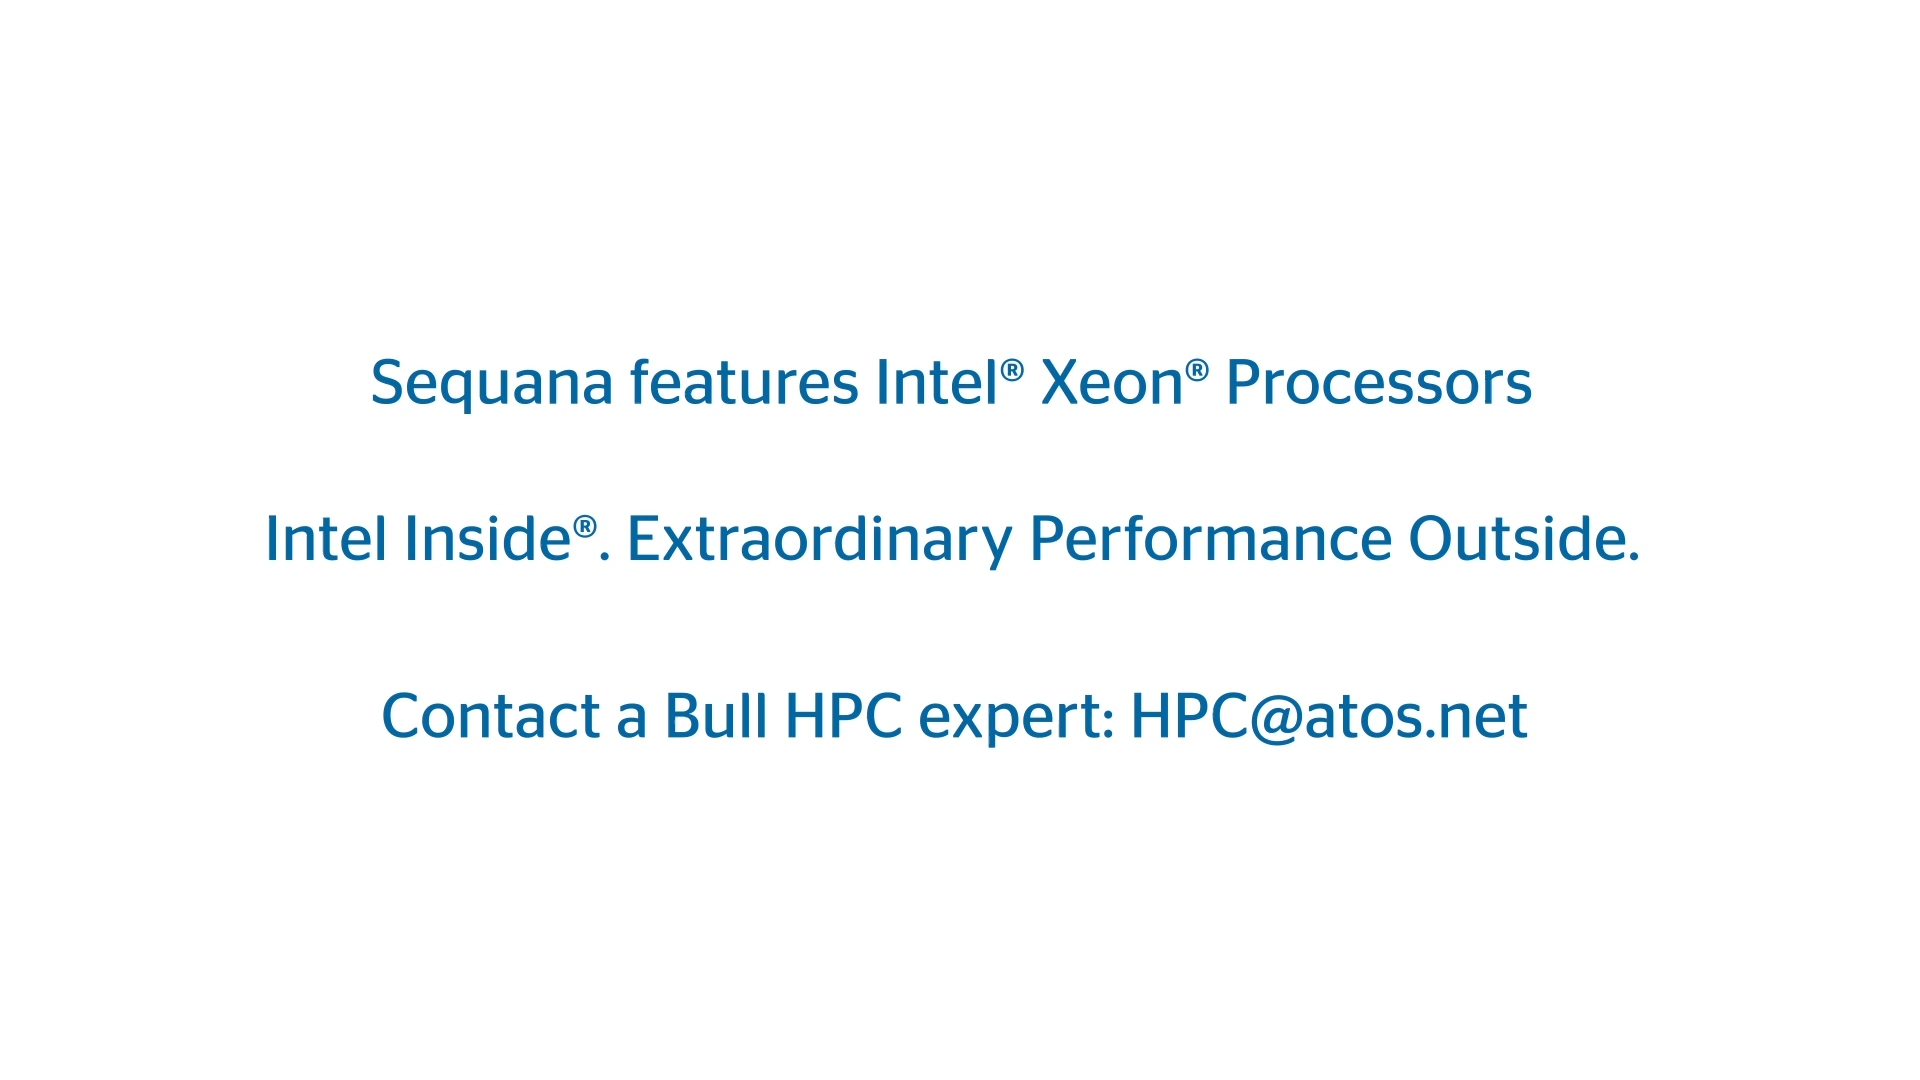 Sequana features Intel® Xeon® Processors
Intel Inside®. Extraordinary Performance Outside.
Contact a Bull HPC expert: HPC@atos.net